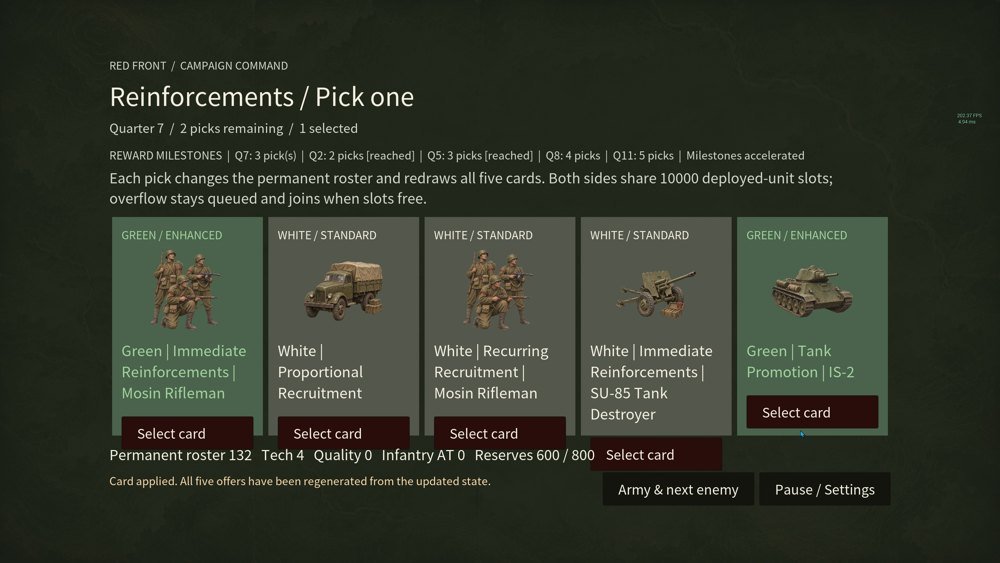 RED FRONT / CAMPAIGN COMMAND
Reinforcements / Pick one
Quarter 7 / 2 picks remaining / 1 selected
202.37 FPS
4.94 ms
REWARD MILESTONES | Q7: 3 pick(s) | Q2: 2 picks [reached] | Q5: 3 picks [reached] | Q8: 4 picks | Q11: 5 picks | Milestones accelerated
Each pick changes the permanent roster and redraws all five cards. Both sides share 10000 deployed-unit slots;
overflow stays queued and joins when slots free.
GREEN / ENHANCED
Green | Immediate
Reinforcements |
Mosin Rifleman
Select card
WHITE / STANDARD
White |
Proportional
Recruitment
Select card
WHITE / STANDARD
White | Recurring
Recruitment |
Mosin Rifleman
Select card
WHITE / STANDARD
White | Immediate
Reinforcements |
SU-85 Tank
Destroyer
Select card
GREEN / ENHANCED
Green | Tank
Promotion | IS-2
Select card
Permanent roster 132 Tech 4 Quality 0 Infantry AT 0 Reserves 600 / 800
Card applied. All five offers have been regenerated from the updated state.
Army & next enemy
Pause / Settings